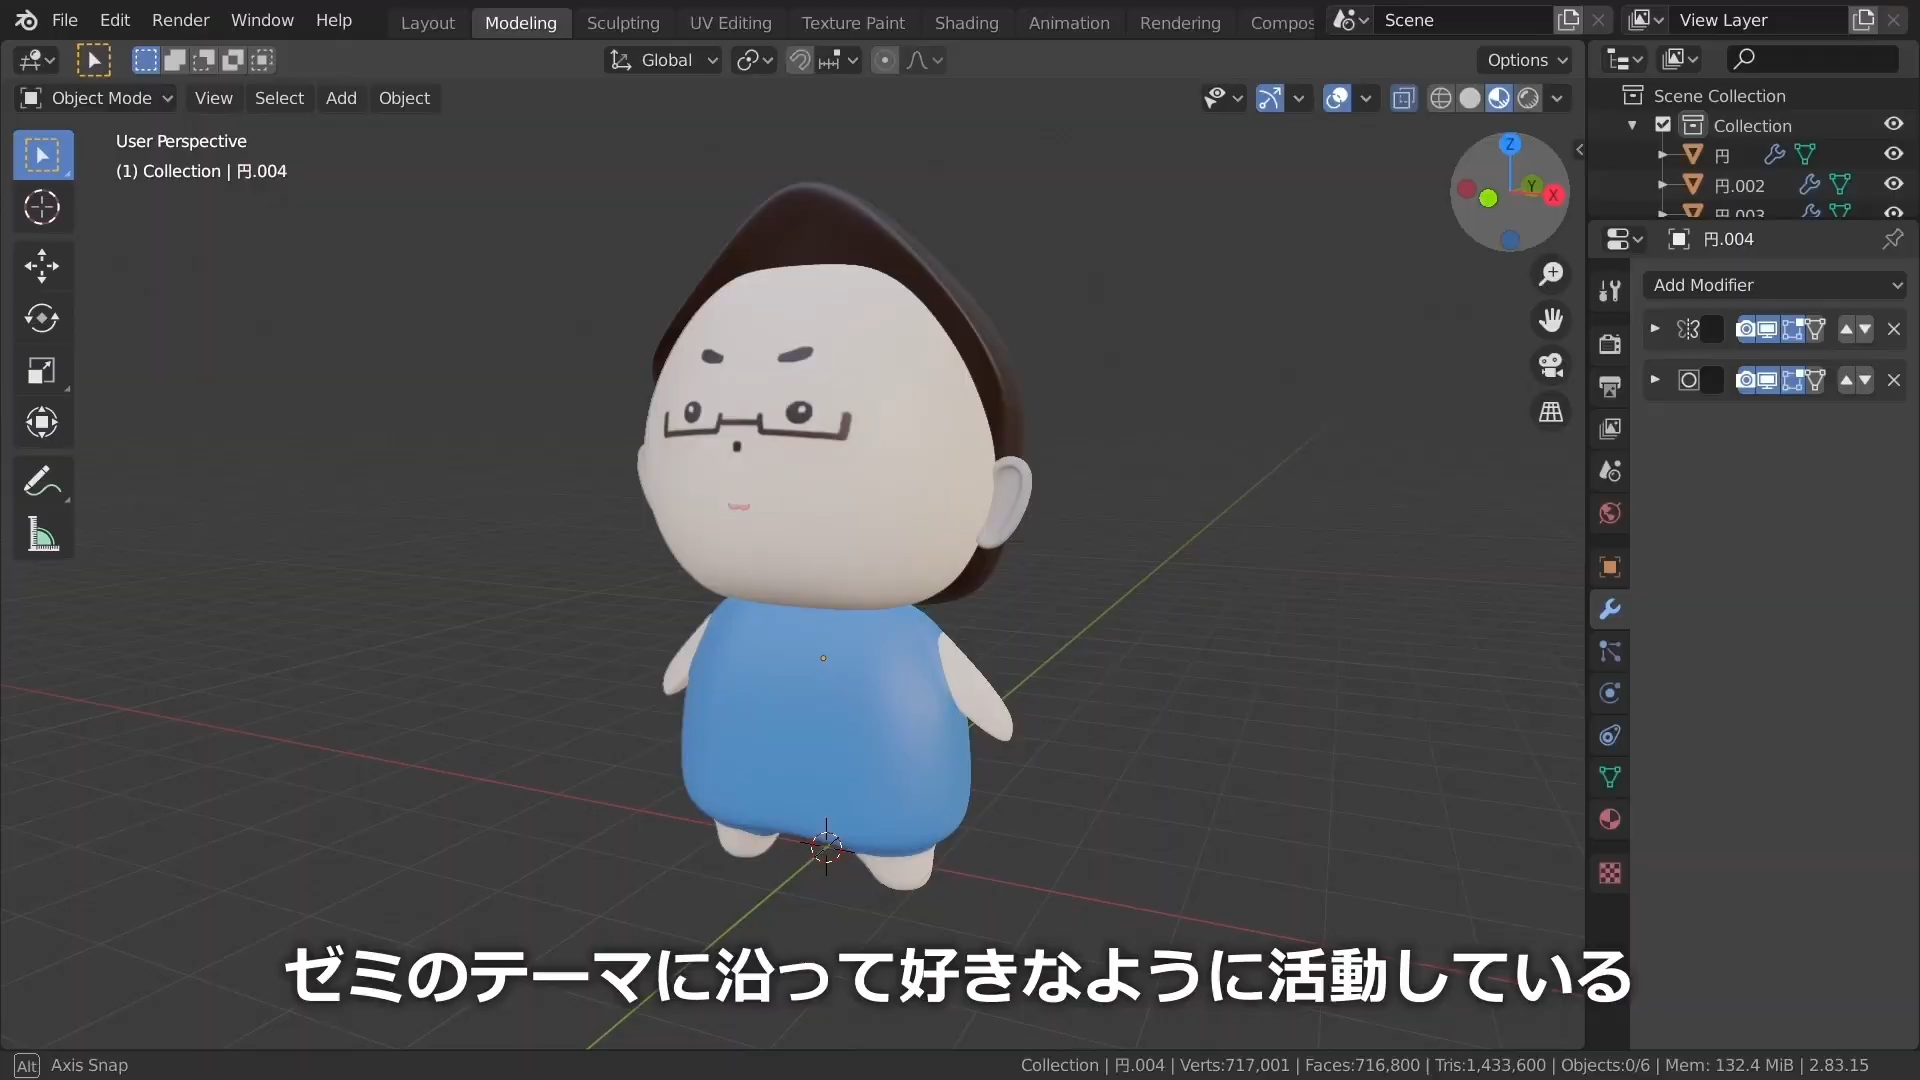 File Edit Render Window Help Layout Modeling Sculpting UV Editing Texture Paint Shading Animation Rendering Compos Scene View Layer
Global Options
Object Mode View Select Add Object
User Perspective
(1) Collection | 円.004
Z
Y
X
Scene Collection
Collection
円
円.002
円.003
円.004
Add Modifier
ゼミのテーマに沿って好きなように活動している
Alt Axis Snap
Collection | 円.004 | Verts:717,001 | Faces:716,800 | Tris:1,433,600 | Objects:0/6 | Mem: 132.4 MiB | 2.83.15